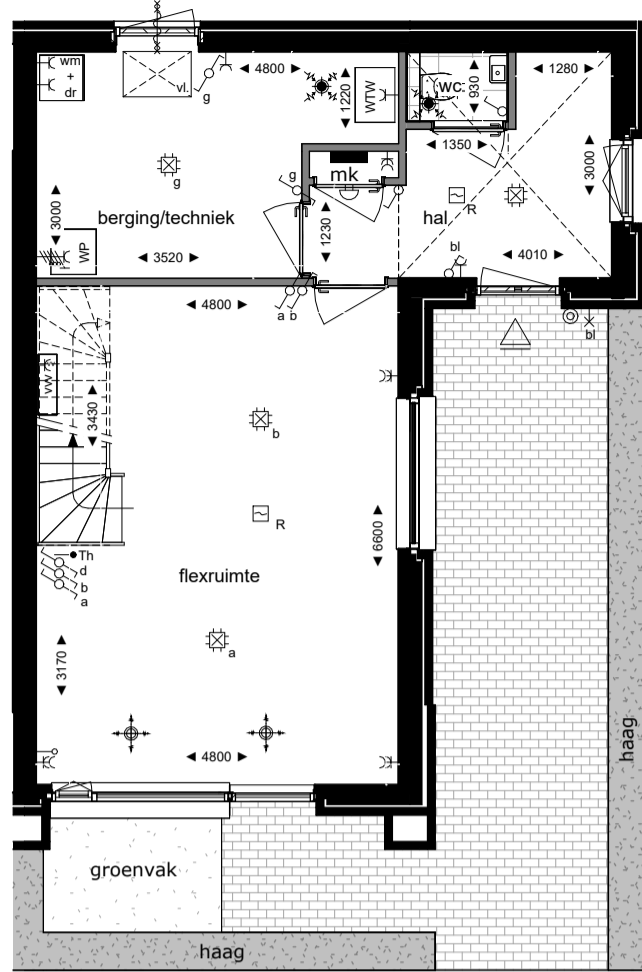 wm
+
dr
vl.
g
4800
1220
WTW
wc
930
1280
1350
g
mk
g
3000
berging/techniek
1230
hal
R
3000
WP
3520
bl
4010
4800
a b
bl
vw
3430
b
R
6600
Th
d
b
a
flexruimte
a
3170
4800
haag
groenvak
haag